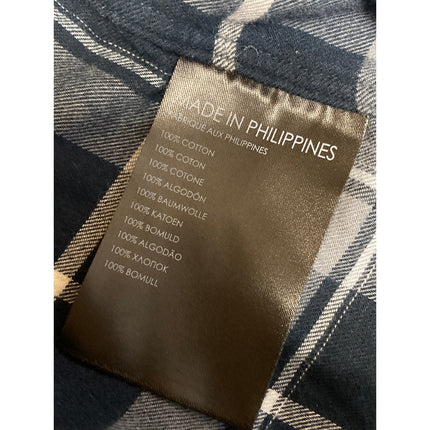 MADE IN PHILIPPINES
FABRIQUÉ AUX PHILIPPINES
100% COTTON
100% COTON
100% COTONE
100% ALGODÓN
100% BAUMWOLLE
100% KATOEN
100% BOMULD
100% ALGODÃO
100% ХЛОПОК
100% BOMULL